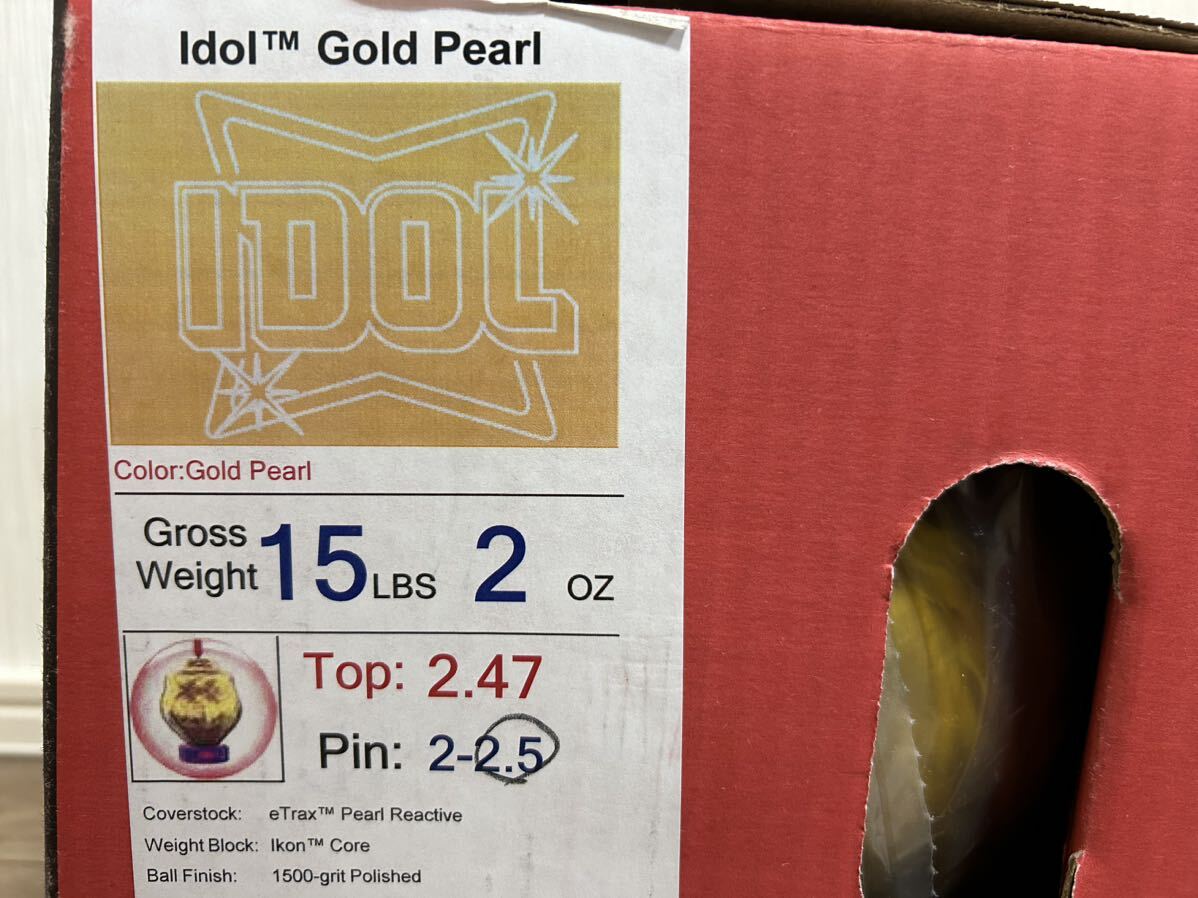 Idol™ Gold Pearl
IDOL
Color:Gold Pearl
Gross Weight 15 LBS 2 OZ
Top: 2.47
Pin: 2-2.5
Coverstock: eTrax™ Pearl Reactive
Weight Block: Ikon™ Core
Ball Finish: 1500-grit Polished